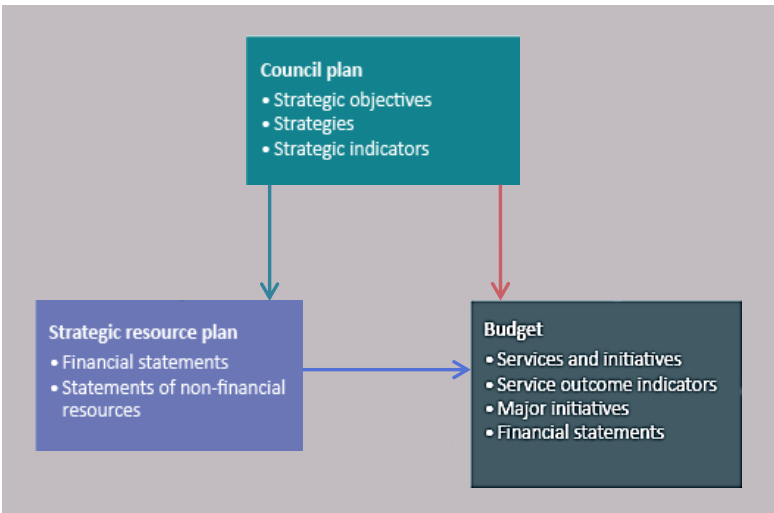 Council plan
• Strategic objectives
• Strategies
• Strategic indicators
Strategic resource plan
• Financial statements
• Statements of non-financial
resources
Budget
• Services and initiatives
• Service outcome indicators
• Major initiatives
• Financial statements